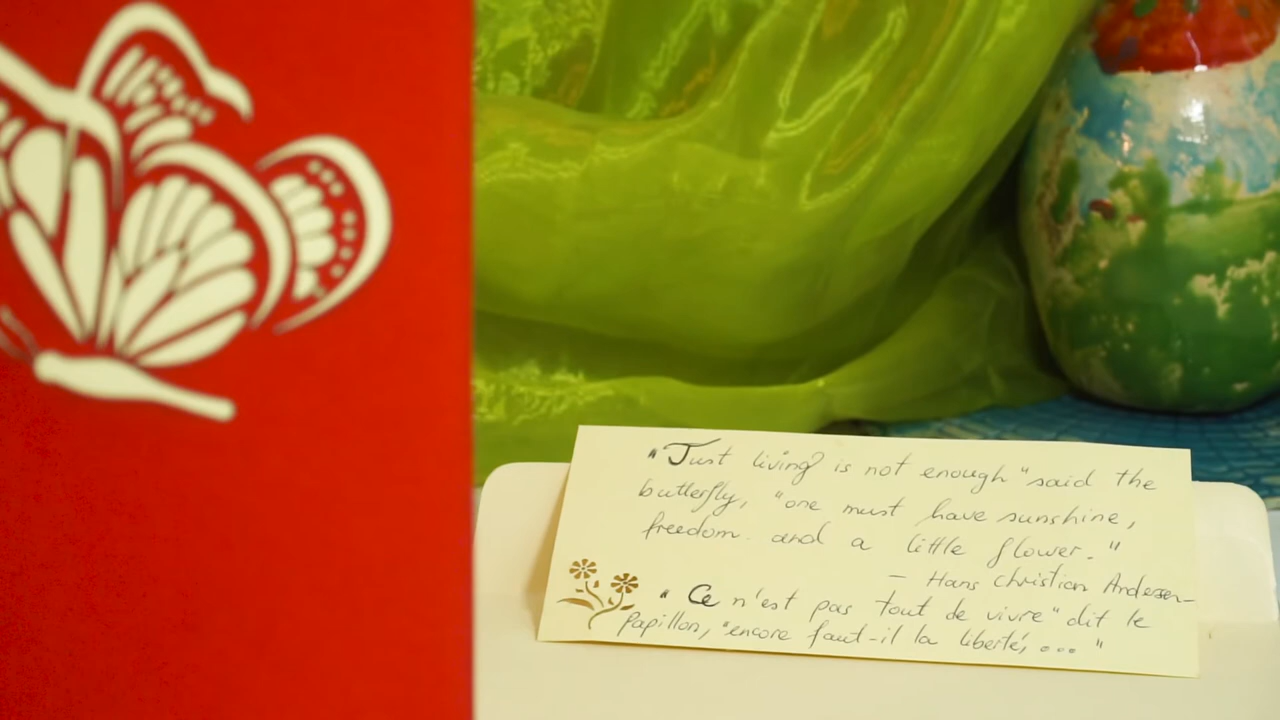 "Just living is not enough" said the
butterfly, "one must have sunshine,
freedom and a little flower."
– Hans Christian Andersen
"Ce n'est pas tout de vivre" dit le
papillon, "encore faut-il la liberté, ... "